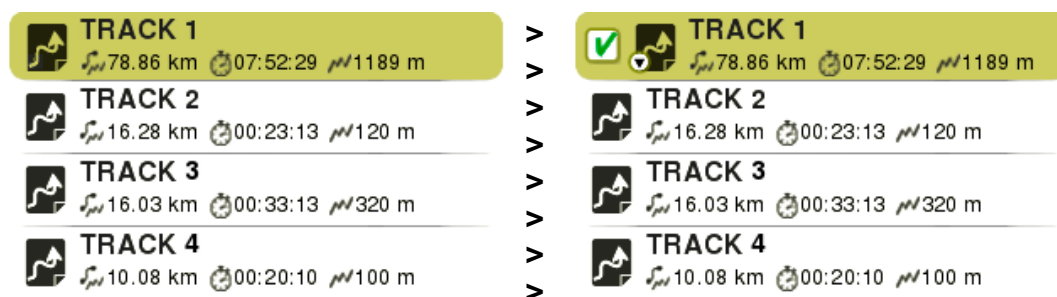 TRACK 1
78.86 km 07:52:29 1189 m
TRACK 2
16.28 km 00:23:13 120 m
TRACK 3
16.03 km 00:33:13 320 m
TRACK 4
10.08 km 00:20:10 100 m
>
>
>
>
>
>
>
>
TRACK 1
78.86 km 07:52:29 1189 m
TRACK 2
16.28 km 00:23:13 120 m
TRACK 3
16.03 km 00:33:13 320 m
TRACK 4
10.08 km 00:20:10 100 m